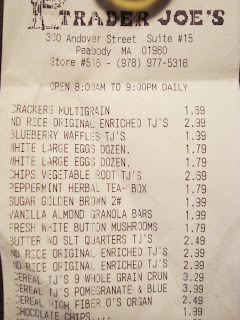 TRADER JOE'S
300 Andover Street Suite #15
Peabody MA 01960
Store #516 - (978) 977-5316
OPEN 8:00AM TO 9:00PM DAILY
CRACKERS MULTIGRAIN 1.69
ND RICE ORIGINAL ENRICHED TJ'S 2.99
BLUEBERRY WAFFLES TJ'S 1.99
WHITE LARGE EGGS DOZEN. 1.79
WHITE LARGE EGGS DOZEN. 1.79
CHIPS VEGETABLE ROOT TJ'S 2.69
PEPPERMINT HERBAL TEA- BOX 1.79
SUGAR GOLDEN BROWN 2# 1.99
VANILLA ALMOND GRANOLA BARS 1.99
FRESH WHITE BUTTON MUSHROOMS 1.79
BUTTER NO SLT QUARTERS TJ'S 2.49
ND RICE ORIGINAL ENRICHED TJ'S 2.99
ND RICE ORIGINAL ENRICHED TJ'S 2.99
CEREAL TJ'S 9 WHOLE GRAIN CRUN 3.29
CEREAL TJ'S POMEGRANATE & BLUE 3.99
CEREAL HIGH FIBER O'S ORGAN 2.49
CHOCOLATE CHIPS....